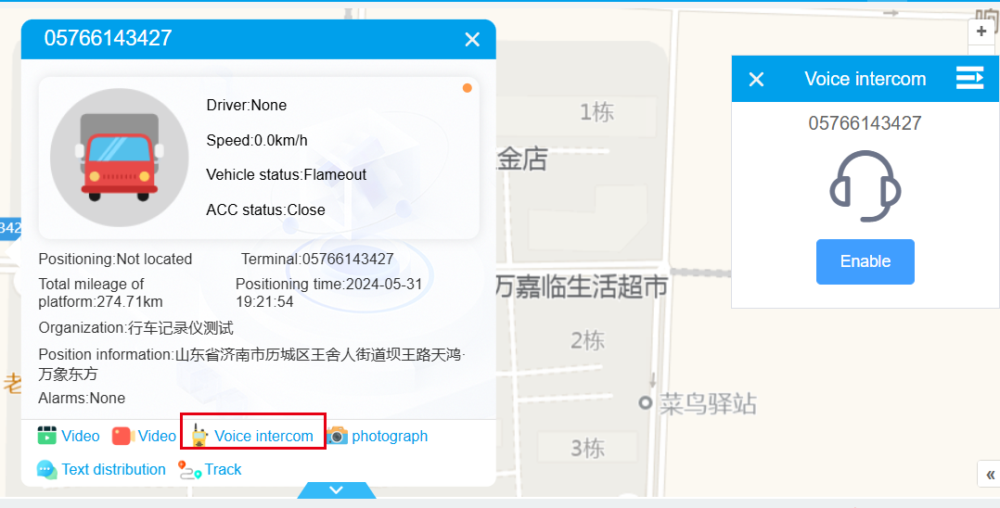 05766143427
Driver:None
Speed:0.0km/h
Vehicle status:Flameout
ACC status:Close
Positioning:Not located
Terminal:05766143427
Total mileage of
platform:274.71km
Positioning time:2024-05-31
19:21:54
Organization:行车记录仪测试
Position information:山东省济南市历城区王舍人街道坝王路天鸿·
万象东方
Alarms:None
Video
Video
Voice intercom
photograph
Text distribution
Track
342
老
1栋
金店
万嘉临生活超市
2栋
菜鸟驿站
3栋
响
+
Voice intercom
05766143427
Enable
«